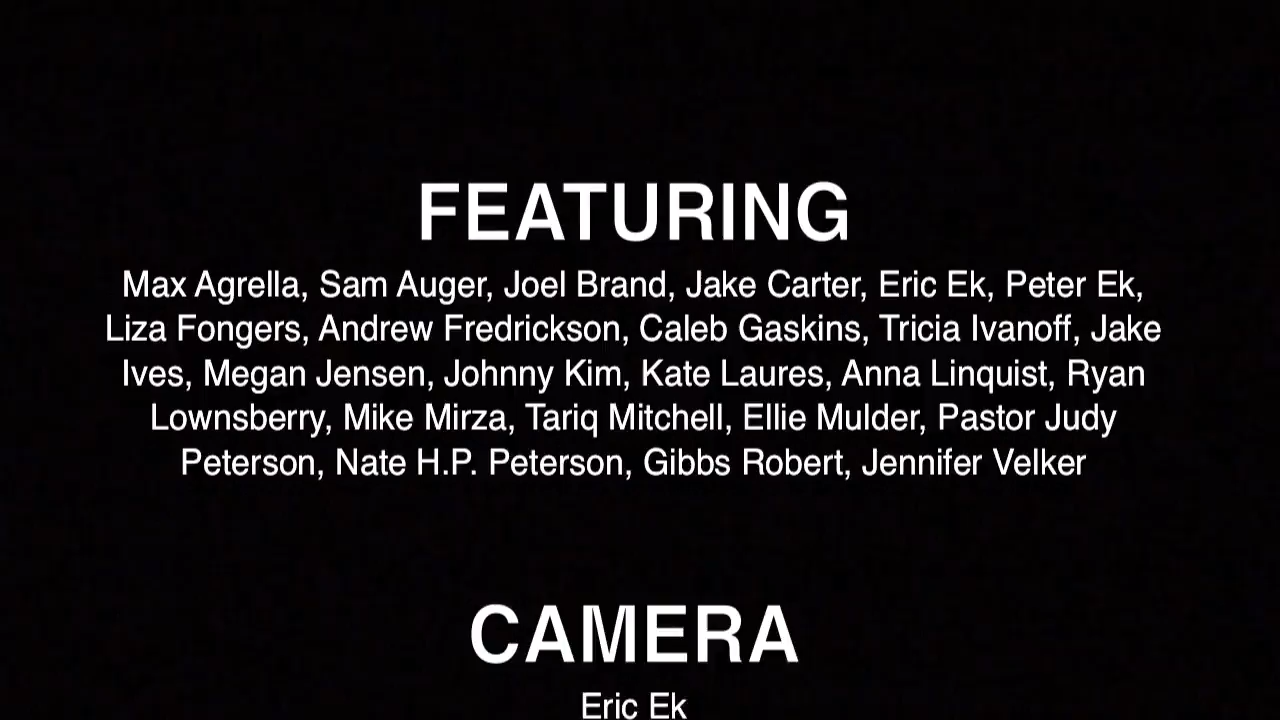 FEATURING
Max Agrella, Sam Auger, Joel Brand, Jake Carter, Eric Ek, Peter Ek,
Liza Fongers, Andrew Fredrickson, Caleb Gaskins, Tricia Ivanoff, Jake
Ives, Megan Jensen, Johnny Kim, Kate Laures, Anna Linquist, Ryan
Lownsberry, Mike Mirza, Tariq Mitchell, Ellie Mulder, Pastor Judy
Peterson, Nate H.P. Peterson, Gibbs Robert, Jennifer Velker
CAMERA
Eric Ek